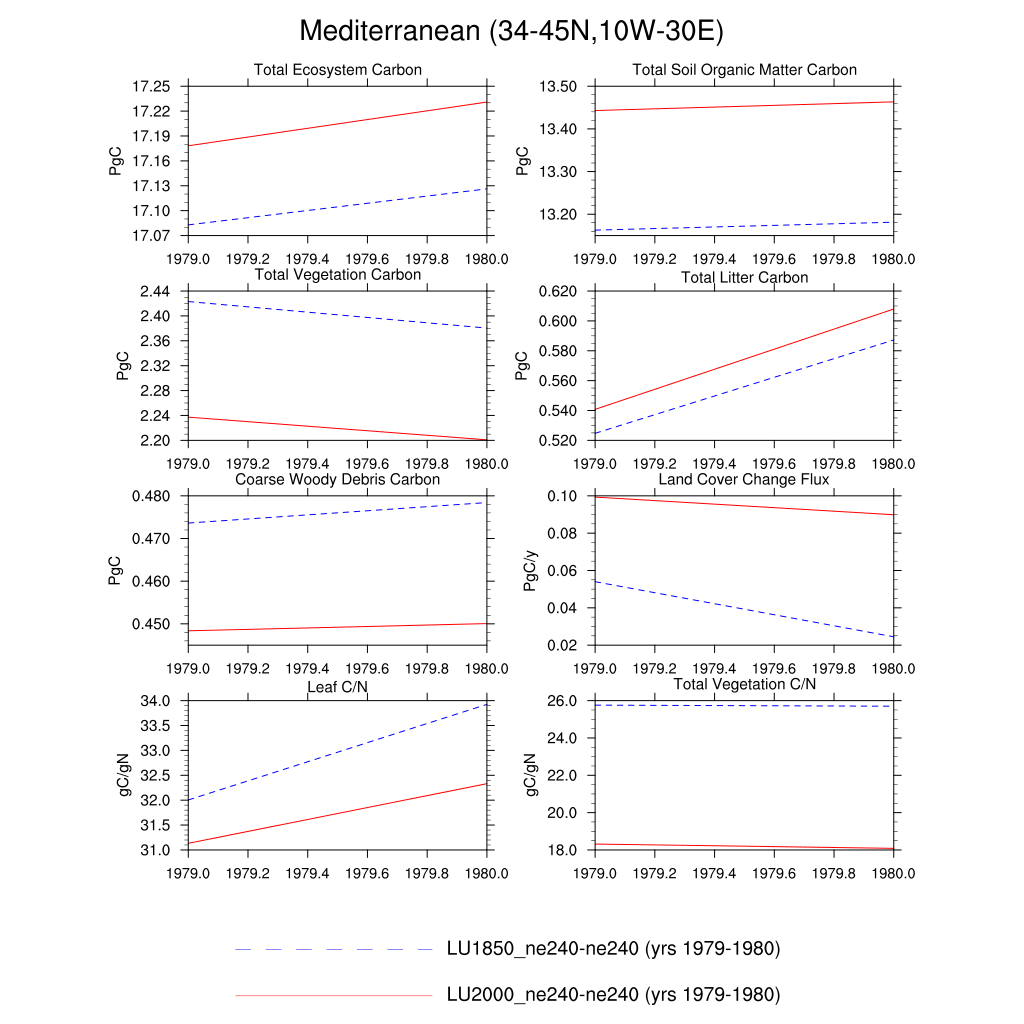 Mediterranean (34-45N,10W-30E)
Total Ecosystem Carbon
17.25
17.22
17.19
17.16
17.13
17.10
17.07
PgC
1979.0 1979.2 1979.4 1979.6 1979.8 1980.0
Total Soil Organic Matter Carbon
13.50
13.40
13.30
13.20
PgC
1979.0 1979.2 1979.4 1979.6 1979.8 1980.0
Total Vegetation Carbon
2.44
2.40
2.36
2.32
2.28
2.24
2.20
PgC
1979.0 1979.2 1979.4 1979.6 1979.8 1980.0
Total Litter Carbon
0.620
0.600
0.580
0.560
0.540
0.520
PgC
1979.0 1979.2 1979.4 1979.6 1979.8 1980.0
Coarse Woody Debris Carbon
0.480
0.470
0.460
0.450
PgC
1979.0 1979.2 1979.4 1979.6 1979.8 1980.0
Land Cover Change Flux
0.10
0.08
0.06
0.04
0.02
PgC/y
1979.0 1979.2 1979.4 1979.6 1979.8 1980.0
Leaf C/N
34.0
33.5
33.0
32.5
32.0
31.5
31.0
gC/gN
1979.0 1979.2 1979.4 1979.6 1979.8 1980.0
Total Vegetation C/N
26.0
24.0
22.0
20.0
18.0
gC/gN
1979.0 1979.2 1979.4 1979.6 1979.8 1980.0
LU1850_ne240-ne240 (yrs 1979-1980)
LU2000_ne240-ne240 (yrs 1979-1980)